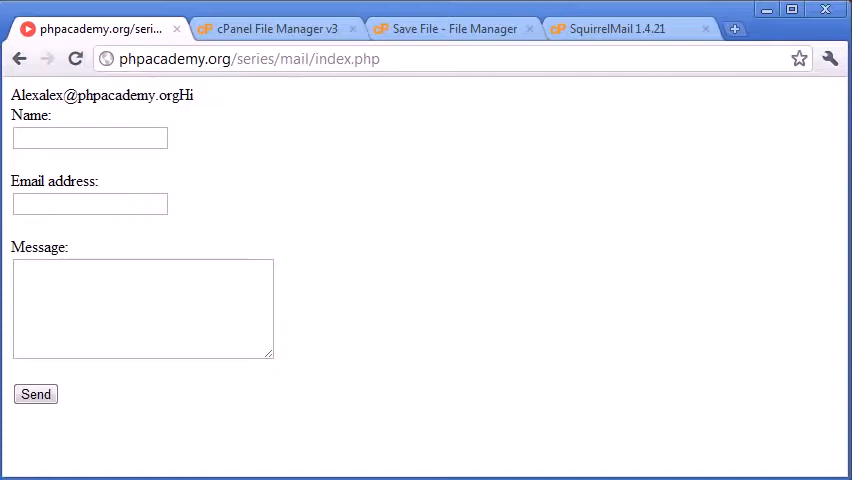 phpacademy.org/seri...
cPanel File Manager v3
Save File - File Manager
SquirrelMail 1.4.21
phpacademy.org/series/mail/index.php
Alexalex@phpacademy.orgHi
Name:
Email address:
Message:
Send